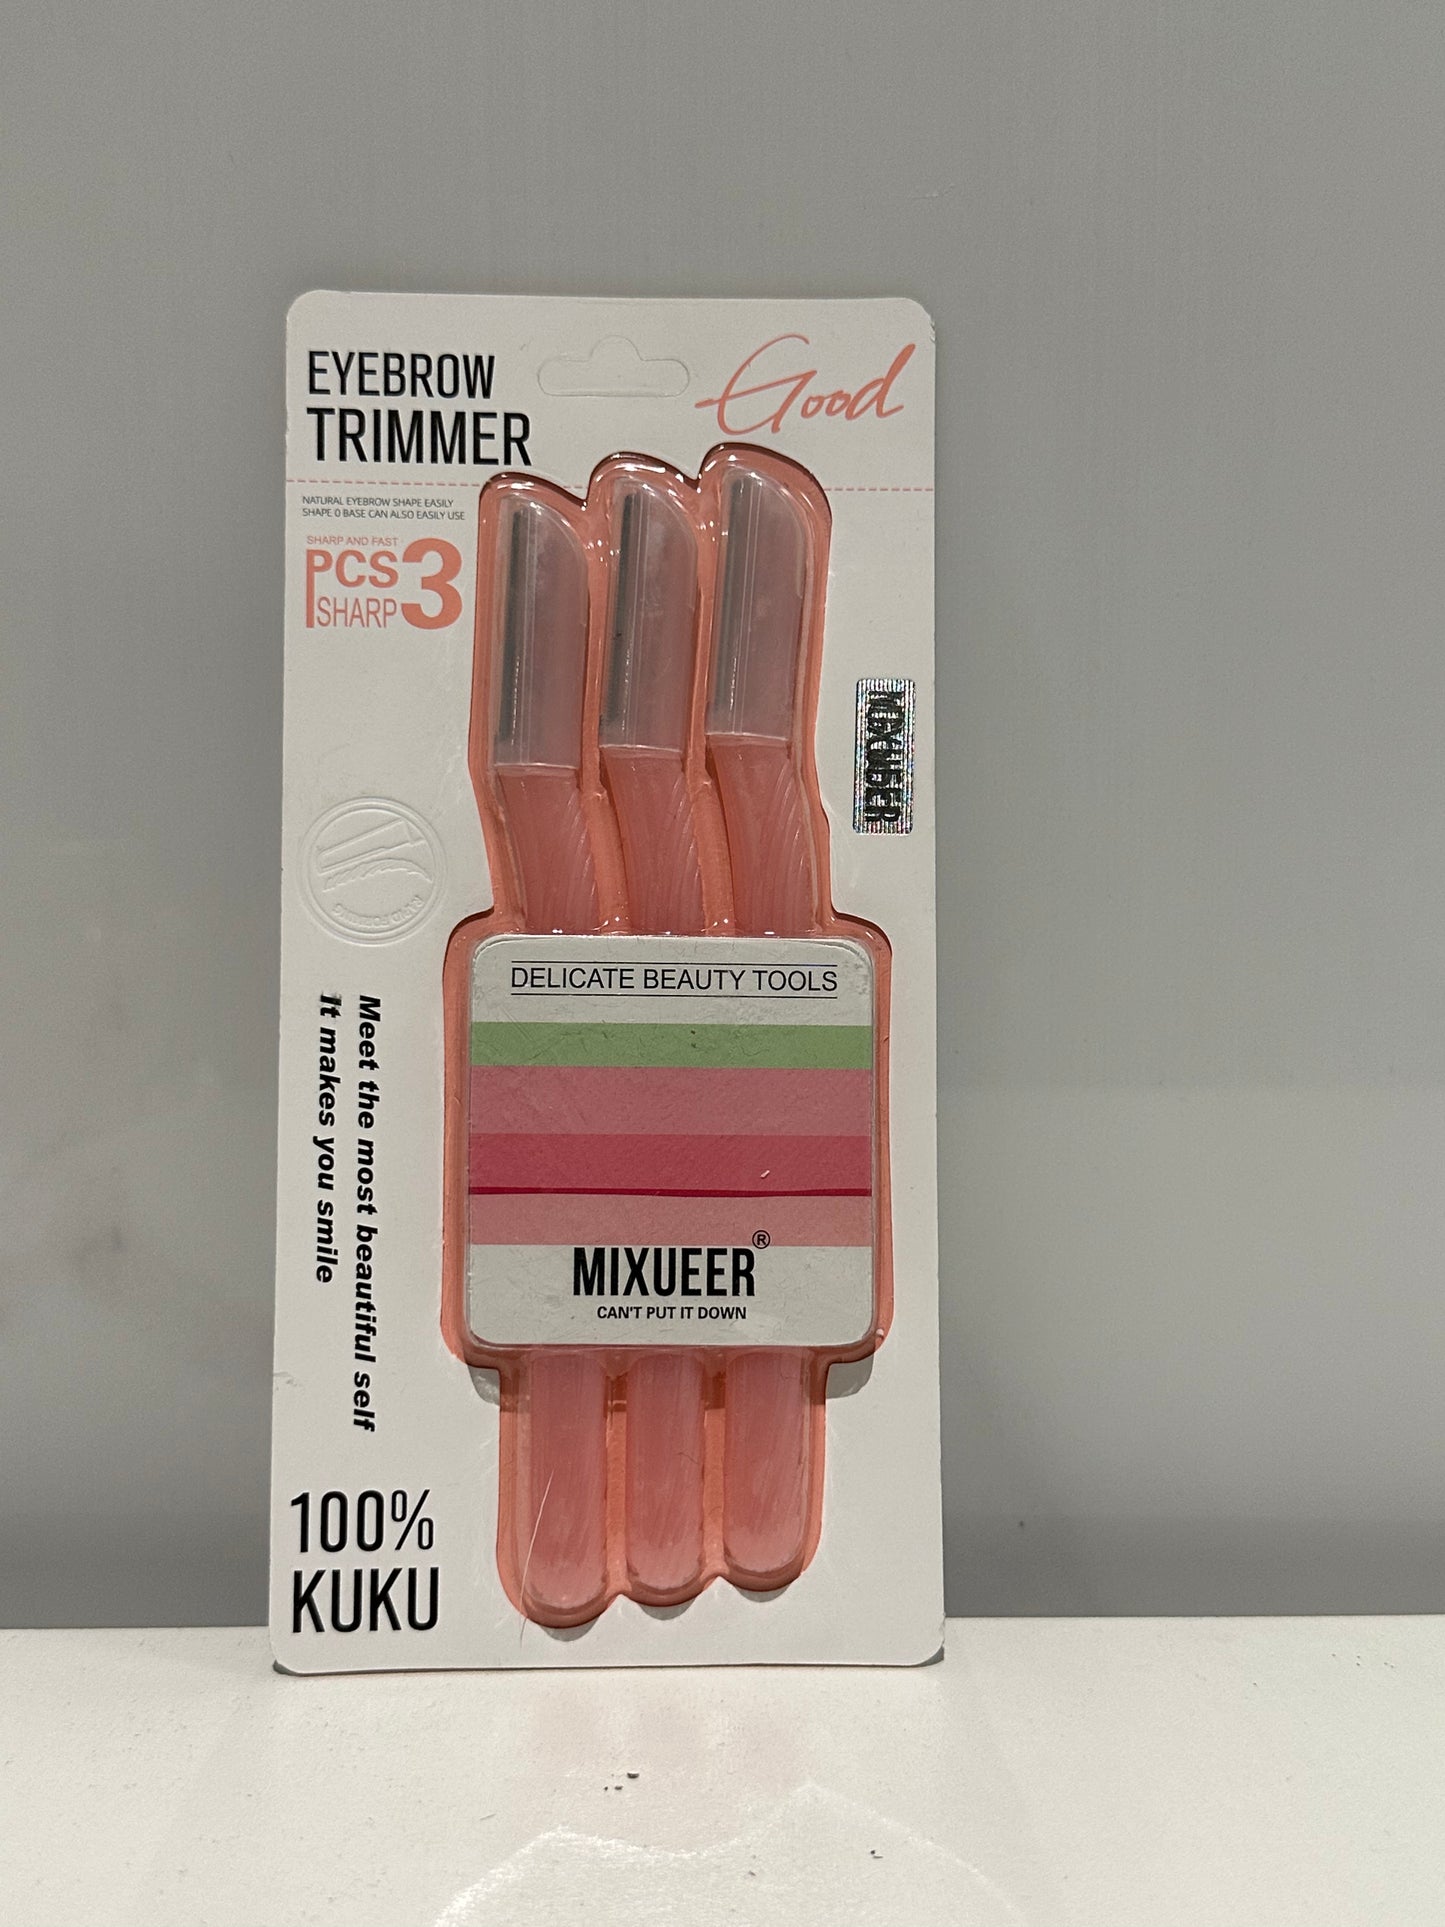 EYEBROW
TRIMMER
Good
NATURAL EYEBROW SHAPE EASILY
SHAPE 0 BASE CAN ALSO EASILY USE
SHARP AND FAST
PCS 3
SHARP
MIXUEER
RAPID FORMING
DELICATE BEAUTY TOOLS
MIXUEER®
CAN'T PUT IT DOWN
Meet the most beautiful self
It makes you smile
100%
KUKU